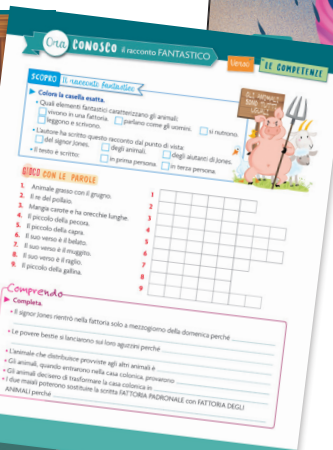 Ora CONOSCO il racconto FANTASTICO
Verso LE COMPETENZE
SCOPRO Il racconto fantastico
Colora la casella esatta.
• Quali elementi fantastici caratterizzano gli animali:
vivono in una fattoria. parlano come gli uomini. si nutrono.
leggono e scrivono.
• L'autore ha scritto questo racconto dal punto di vista:
del signor Jones. degli animali. degli aiutanti di Jones.
• Il testo è scritto: in prima persona. in terza persona.
GIOCO CON LE PAROLE
1. Animale grasso con il grugno.
2. Il re del pollaio.
3. Mangia carote e ha orecchie lunghe.
4. Il piccolo della pecora.
5. Il piccolo della capra.
6. Il suo verso è il belato.
7. Il suo verso è il muggito.
8. Il suo verso è il raglio.
9. Il piccolo della gallina.
1
2
3
4
5
6
7
8
9
Comprendo
Completa.
• Il signor Jones rientrò nella fattoria solo a mezzogiorno della domenica perché
• Le povere bestie si lanciarono sui loro aguzzini perché
• L'animale che distribuisce provviste agli altri animali è
• Gli animali, quando entrarono nella casa colonica, provarono
• Gli animali decisero di trasformare la casa colonica in
• I due maiali poterono sostituire la scritta FATTORIA PADRONALE con FATTORIA DEGLI
ANIMALI perché